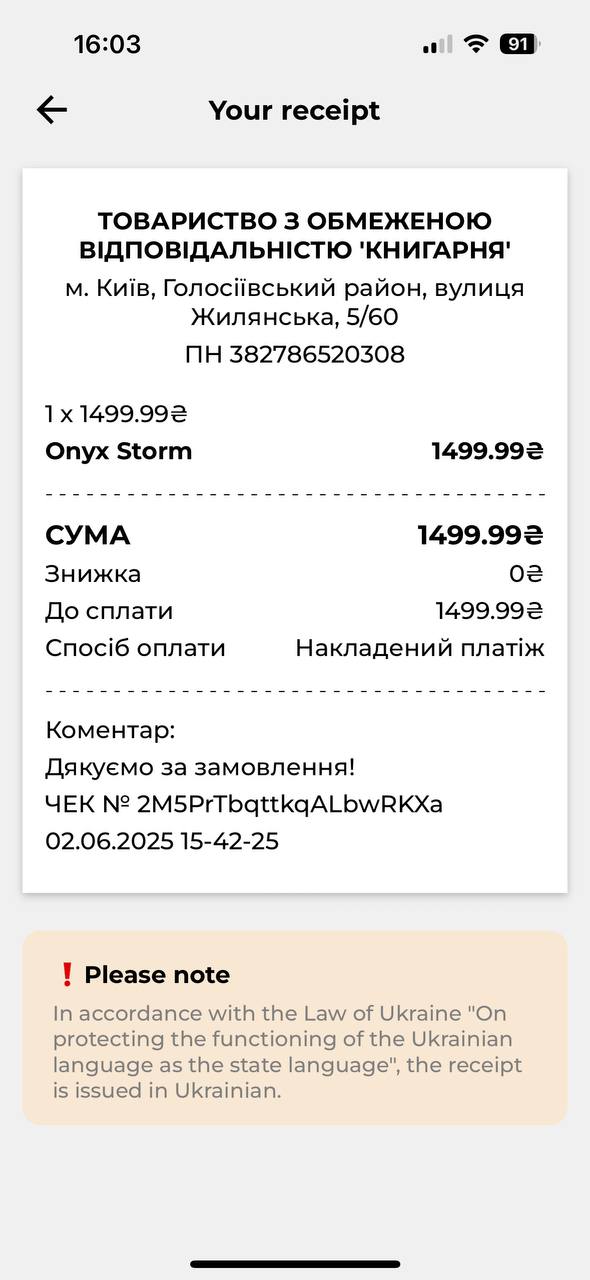 16:03
91
Your receipt
ТОВАРИСТВО З ОБМЕЖЕНОЮ
ВІДПОВІДАЛЬНІСТЮ 'КНИГАРНЯ'
м. Київ, Голосіївський район, вулиця
Жилянська, 5/60
ПН 382786520308
1 x 1499.99₴
Onyx Storm 1499.99₴
СУМА 1499.99₴
Знижка 0₴
До сплати 1499.99₴
Спосіб оплати Накладений платіж
Коментар:
Дякуємо за замовлення!
ЧЕК № 2M5PrTbqttkqALbwRKXa
02.06.2025 15-42-25
❗ Please note
In accordance with the Law of Ukraine "On
protecting the functioning of the Ukrainian
language as the state language", the receipt
is issued in Ukrainian.